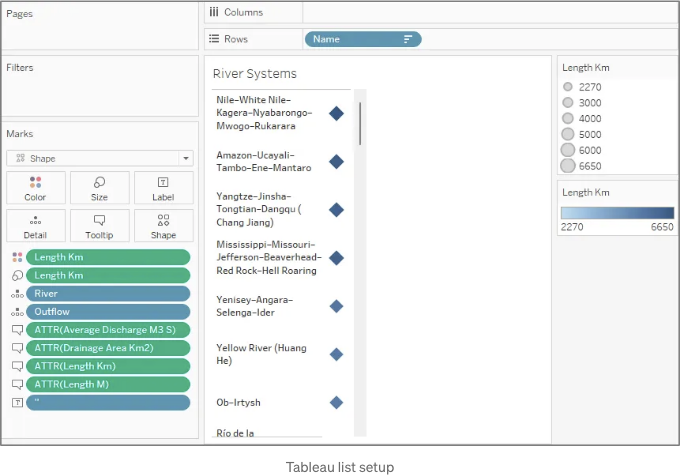 Pages
Columns
Rows
Name
Filters
River Systems
Nile–White Nile–
Kagera–Nyabarongo–
Mwogo–Rukarara
Amazon–Ucayali–
Tambo–Ene–Mantaro
Yangtze–Jinsha–
Tongtian–Dangqu (
Chang Jiang)
Mississippi–Missouri–
Jefferson–Beaverhead–
Red Rock–Hell Roaring
Yenisey–Angara–
Selenga–Ider
Yellow River (Huang
He)
Ob–Irtysh
Río de la
Marks
Shape
Color
Size
Label
Detail
Tooltip
Shape
Length Km
Length Km
River
Outflow
ATTR(Average Discharge M3 S)
ATTR(Drainage Area Km2)
ATTR(Length Km)
ATTR(Length M)
''
Length Km
2270
3000
4000
5000
6000
6650
Length Km
2270 6650
Tableau list setup